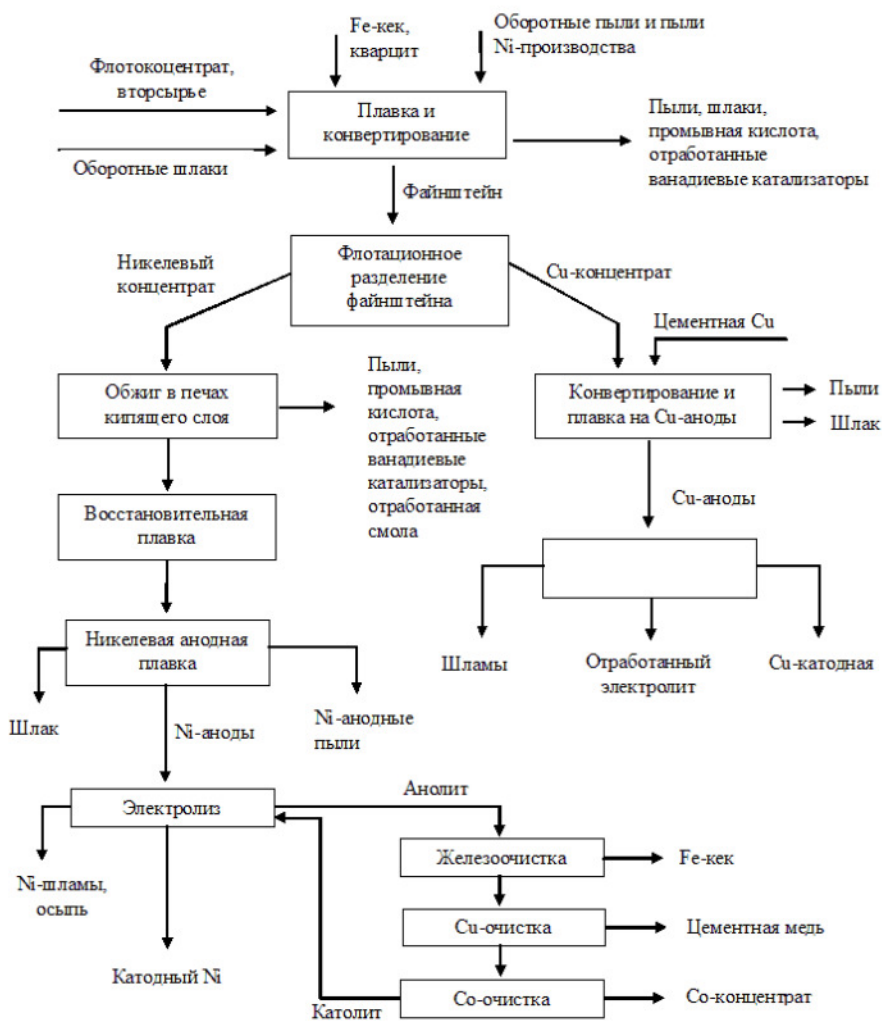 Fe-кек,
кварцит
Оборотные пыли и пыли
Ni-производства
Флотокоцентрат,
вторсырье
Плавка и
конвертирование
Пыли, шлаки,
промывная кислота,
отработанные
ванадиевые катализаторы
Оборотные шлаки
Файнштейн
Никелевый
концентрат
Флотационное
разделение
файнштейна
Cu-концентрат
Цементная Cu
Обжиг в печах
кипящего слоя
Пыли,
промывная
кислота,
отработанные
ванадиевые
катализаторы,
отработанная
смола
Конвертирование и
плавка на Cu-аноды
Пыли
Шлак
Cu-аноды
Восстановительная
плавка
Никелевая анодная
плавка
Шламы
Отработанный
электролит
Cu-катодная
Шлак
Ni-аноды
Ni-анодные
пыли
Электролиз
Анолит
Железоочистка
Fe-кек
Ni-шламы,
осыпь
Cu-очистка
Цементная медь
Катодный Ni
Католит
Co-очистка
Co-концентрат